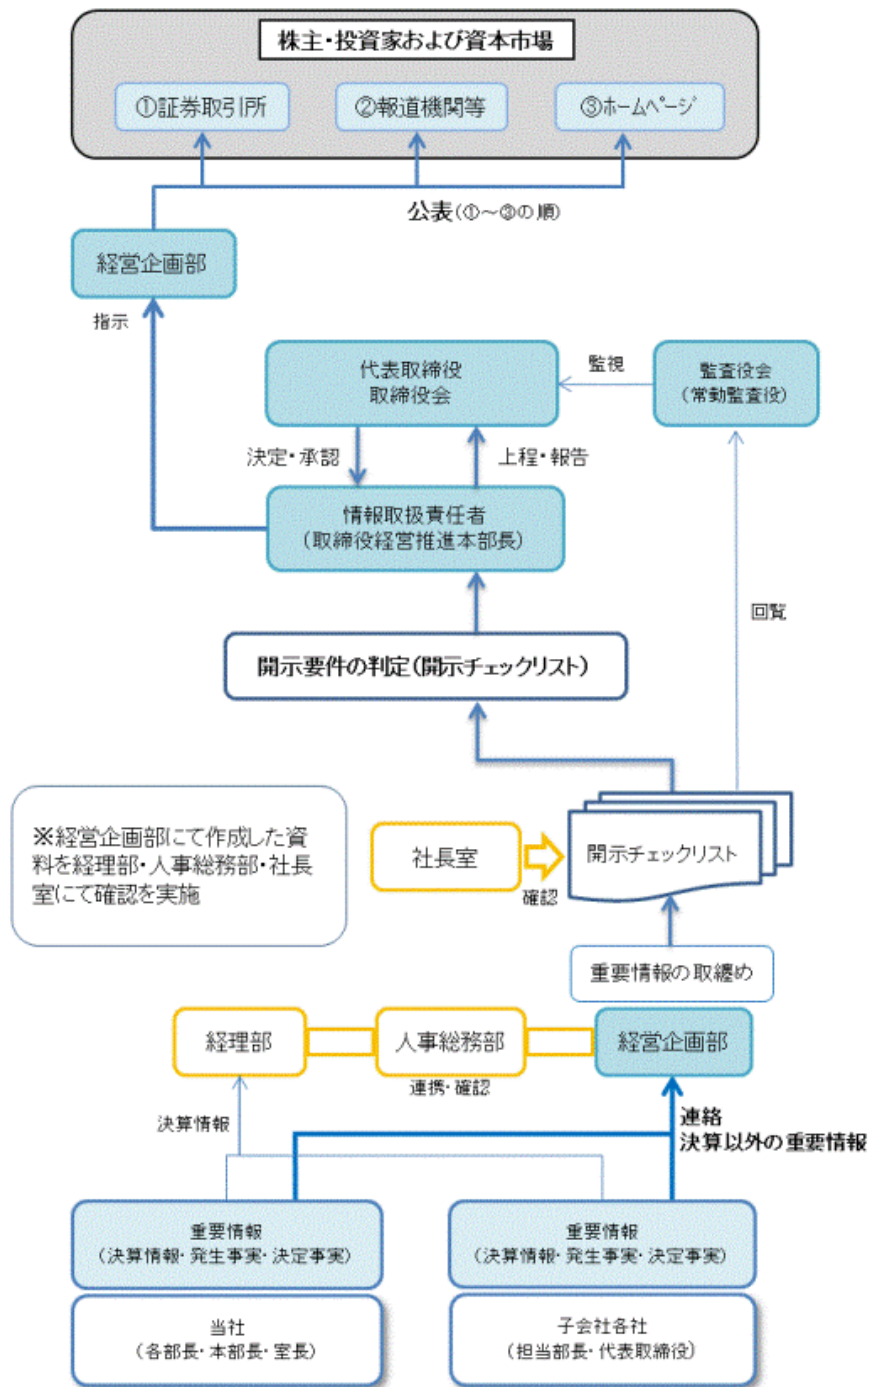 株主・投資家および資本市場
①証券取引所
②報道機関等
③ホームページ
公表(①～③の順)
経営企画部
指示
代表取締役
取締役会
監視
監査役会
(常勤監査役)
決定・承認
上程・報告
情報取扱責任者
(取締役経営推進本部長)
回覧
開示要件の判定(開示チェックリスト)
※経営企画部にて作成した資
料を経理部・人事総務部・社長
室にて確認を実施
社長室
確認
開示チェックリスト
重要情報の取纏め
経理部
人事総務部
経営企画部
連携・確認
決算情報
連絡
決算以外の重要情報
重要情報
(決算情報・発生事実・決定事実)
重要情報
(決算情報・発生事実・決定事実)
当社
(各部長・本部長・室長)
子会社各社
(担当部長・代表取締役)